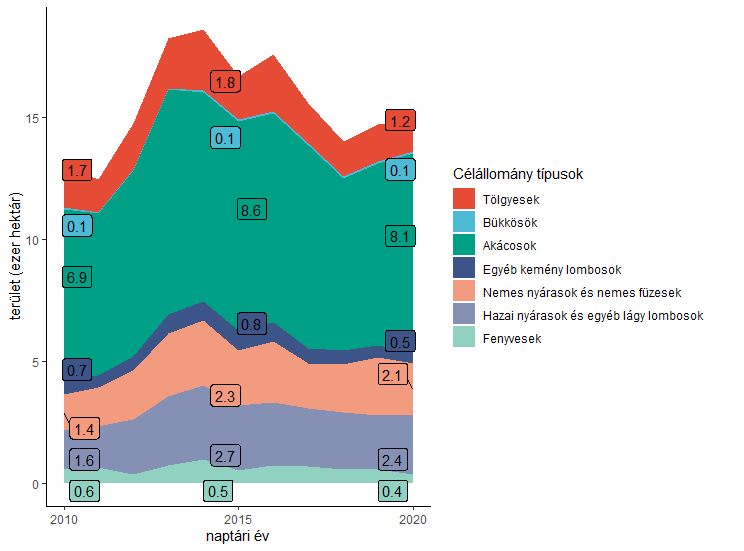 15
10
5
0
terület (ezer hektár)
1.7
0.1
6.9
0.7
1.4
1.6
0.6
1.8
0.1
8.6
0.8
2.3
2.7
0.5
1.2
0.1
8.1
0.5
2.1
2.4
0.4
2010
2015
2020
naptári év
Célállomány típusok
Tölgyesek
Bükkösök
Akácosok
Egyéb kemény lombosok
Nemes nyárasok és nemes füzesek
Hazai nyárasok és egyéb lágy lombosok
Fenyvesek